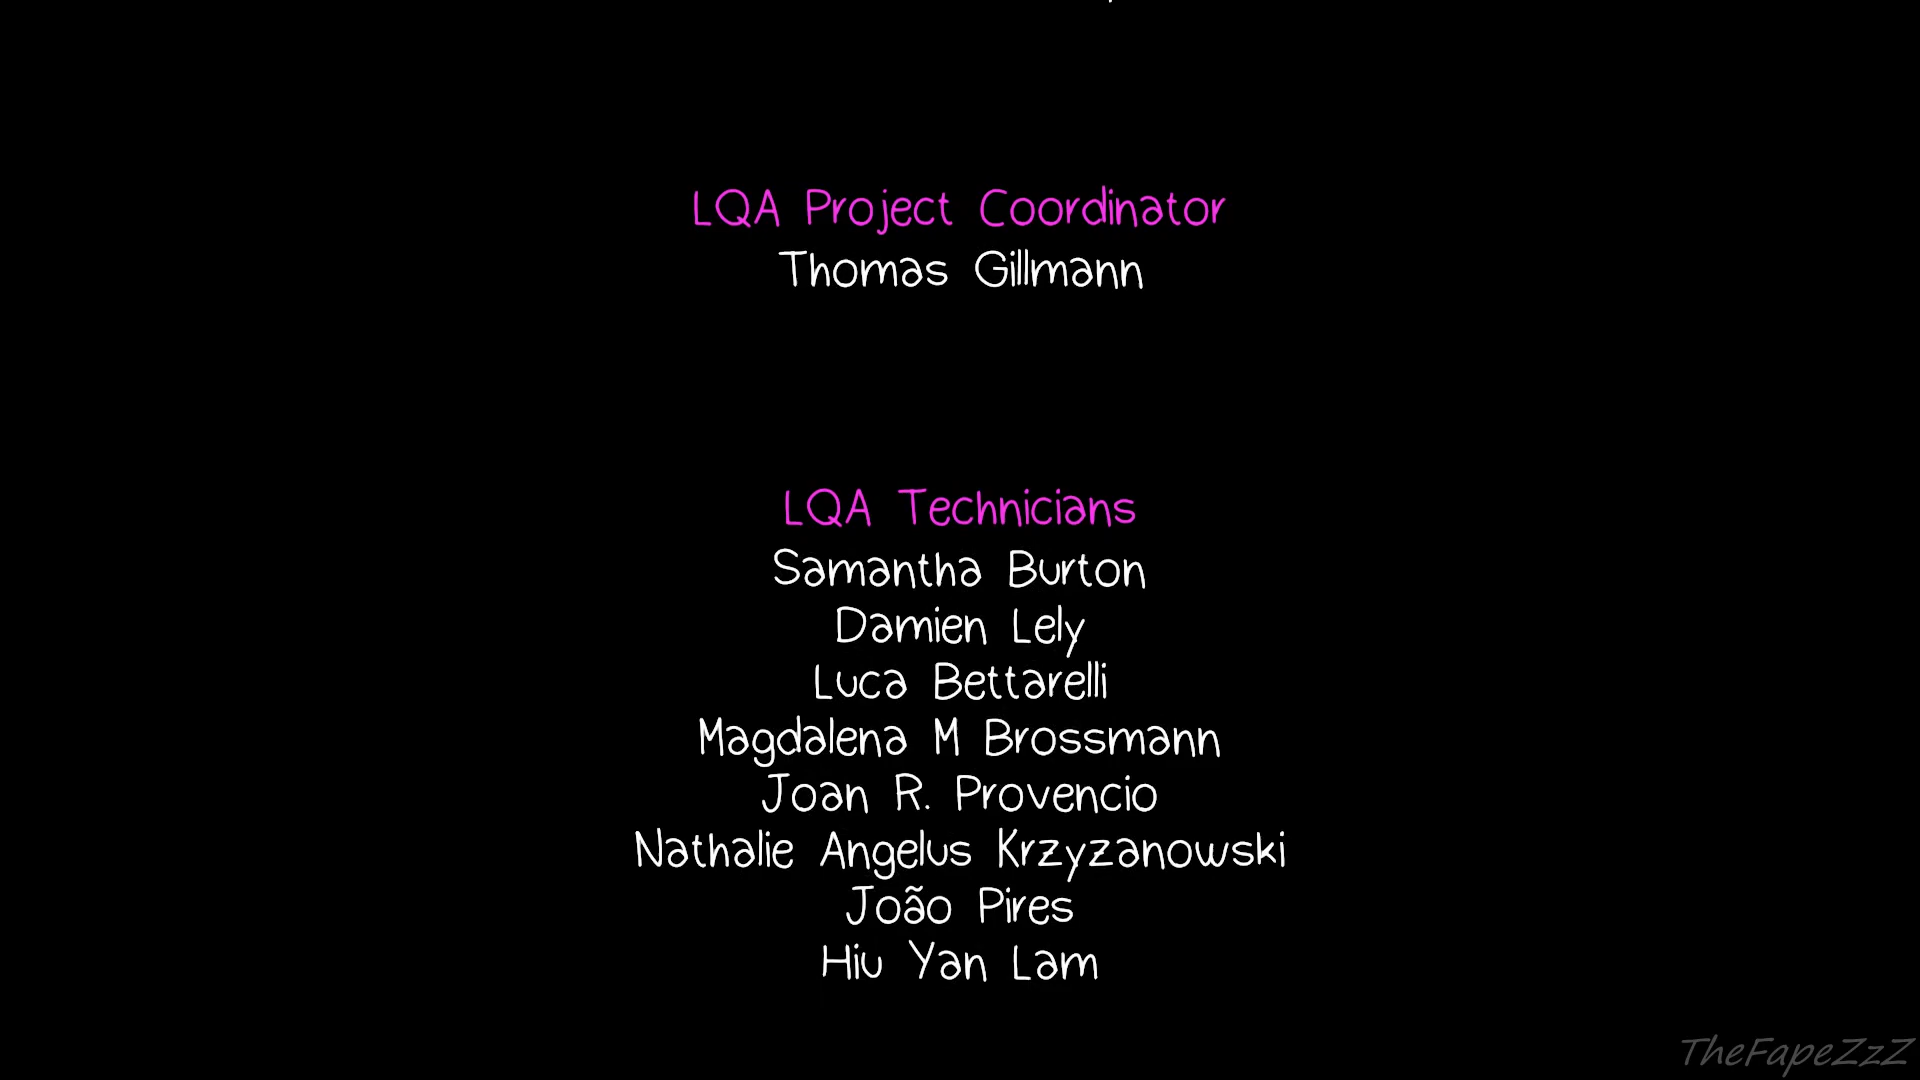 LQA Project Coordinator
Thomas Gillmann
LQA Technicians
Samantha Burton
Damien Lely
Luca Bettarelli
Magdalena M Brossmann
Joan R. Provencio
Nathalie Angelus Krzyzanowski
João Pires
Hiu Yan Lam
TheFapeZzZ